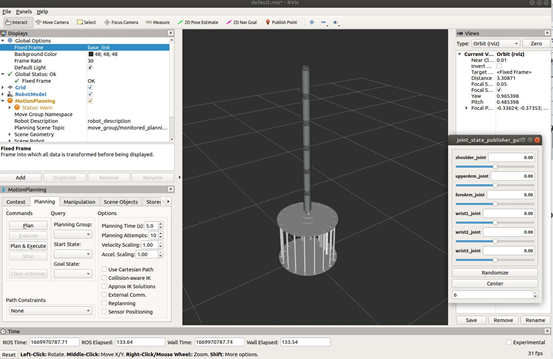 default.rviz* - RViz
File Panels Help
Interact Move Camera Select Focus Camera Measure 2D Pose Estimate 2D Nav Goal Publish Point
Displays
Global Options
Fixed Frame base_link
Background Color 48; 48; 48
Frame Rate 30
Default Light
Global Status: Ok
Fixed Frame OK
Grid
RobotModel
MotionPlanning
Status: Warn
Move Group Namespace
Robot Description robot_description
Planning Scene Topic move_group/monitored_planni...
Scene Geometry
Scene Robot
Fixed Frame
Frame into which all data is transformed before being displayed.
Add Duplicate Remove Rename
MotionPlanning
Context Planning Manipulation Scene Objects Stored
Commands Query Options
Plan
Execute
Plan & Execute
Stop
Clear octomap
Planning Group:
Start State:
Goal State:
Path Constraints
None
Planning Time (s): 5.0
Planning Attempts: 10
Velocity Scaling: 1.00
Accel. Scaling: 1.00
Use Cartesian Path
Collision-aware IK
Approx IK Solutions
External Comm.
Replanning
Sensor Positioning
Views
Type: Orbit (rviz) Zero
Current V... Orbit (rviz)
Near Cl... 0.01
Invert ...
Target ... <Fixed Frame>
Distance 3.30871
Focal S... 0.05
Focal S...
Yaw 0.965398
Pitch 0.485398
Focal P... -0.33624; -0.37353;...
joint_state_publisher_gui
shoulder_joint 0.00
upperArm_joint 0.00
foreArm_joint 0.00
wrist1_joint 0.00
wrist2_joint 0.00
wrist3_joint 0.00
Randomize
Center
6
Save Remove Rename
Time
ROS Time: 1669970787.71 ROS Elapsed: 133.64 Wall Time: 1669970787.74 Wall Elapsed: 133.54 Experimental
Reset Left-Click: Rotate. Middle-Click: Move X/Y. Right-Click/Mouse Wheel: Zoom. Shift: More options. 31 fps